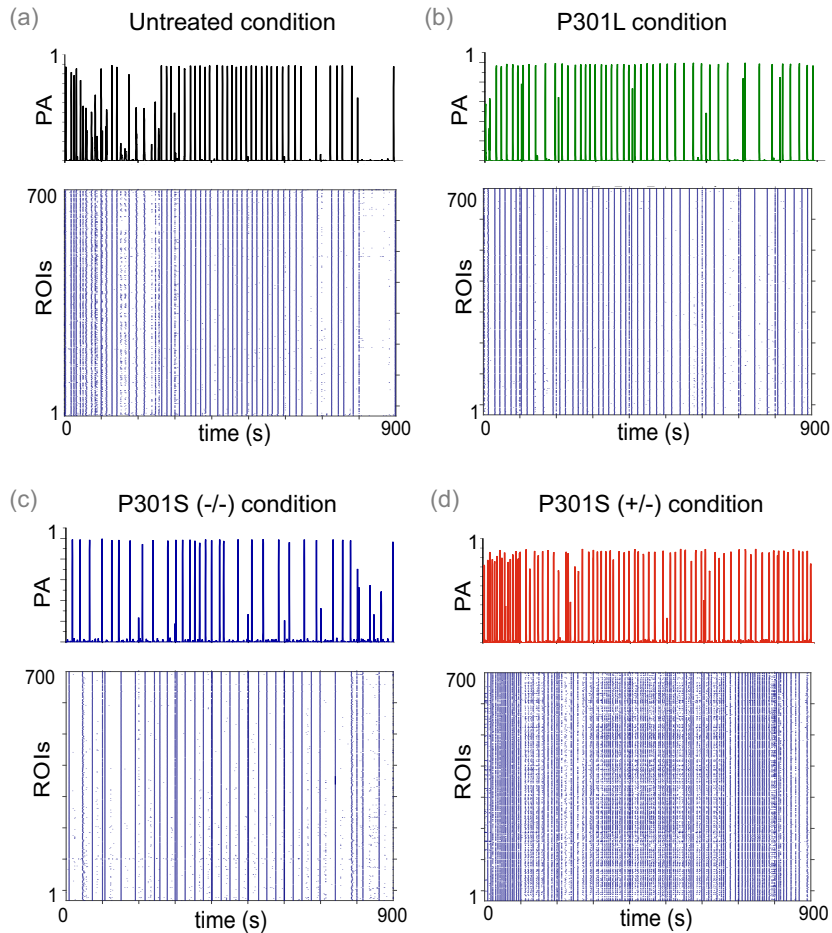 (a)
Untreated condition
1
PA
700
ROIs
1
0
900
time (s)
(b)
P301L condition
1
PA
700
ROIs
1
0
900
time (s)
(c)
P301S (-/-) condition
1
PA
700
ROIs
1
0
900
time (s)
(d)
P301S (+/-) condition
1
PA
700
ROIs
1
0
900
time (s)